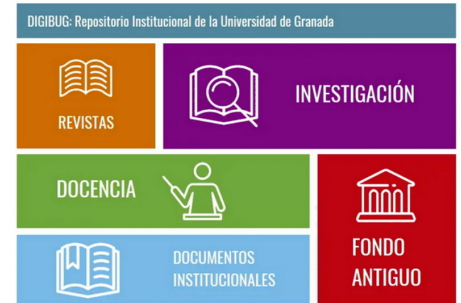 DIGIBUG: Repositorio Institucional de la Universidad de Granada
REVISTAS
INVESTIGACIÓN
DOCENCIA
DOCUMENTOS
INSTITUCIONALES
FONDO
ANTIGUO